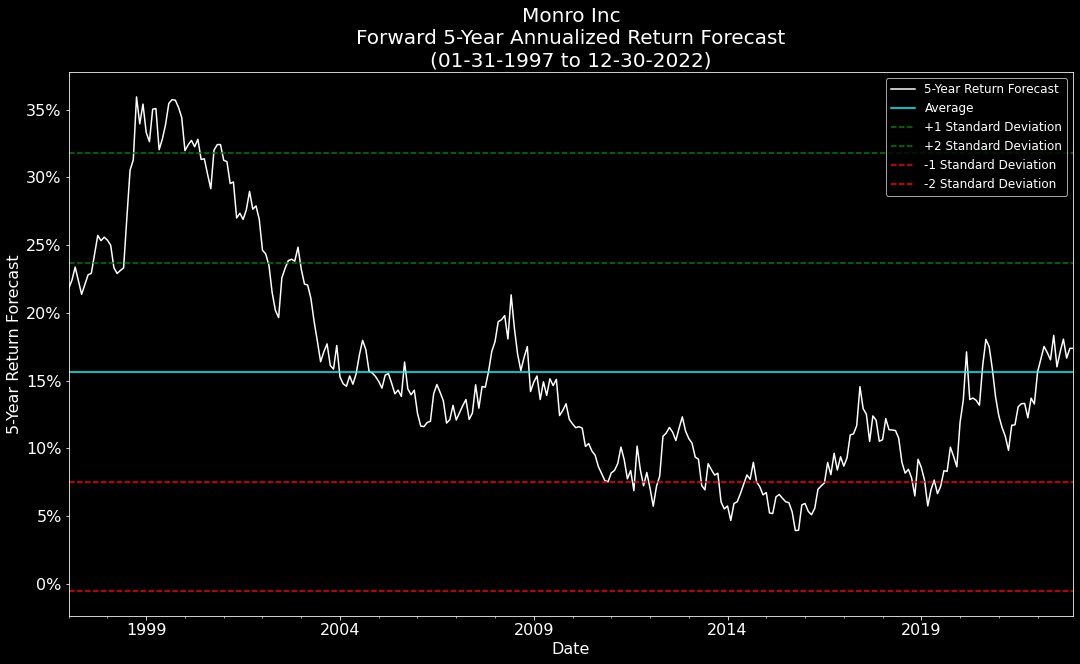 Monro Inc
Forward 5-Year Annualized Return Forecast
(01-31-1997 to 12-30-2022)
5-Year Return Forecast
Average
+1 Standard Deviation
+2 Standard Deviation
-1 Standard Deviation
-2 Standard Deviation
5-Year Return Forecast
35%
30%
25%
20%
15%
10%
5%
0%
1999
2004
2009
2014
2019
Date